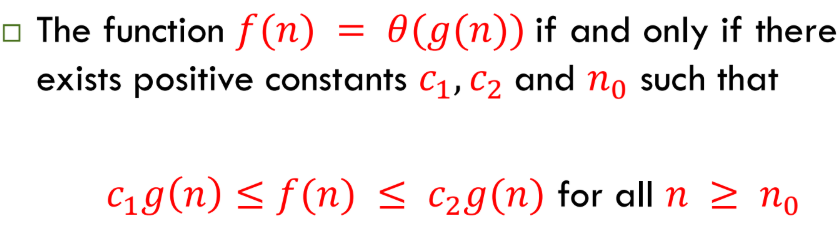 The function f(n) = θ(g(n)) if and only if there
exists positive constants c₁, c₂ and n₀ such that
c₁g(n) ≤ f(n) ≤ c₂g(n) for all n ≥ n₀